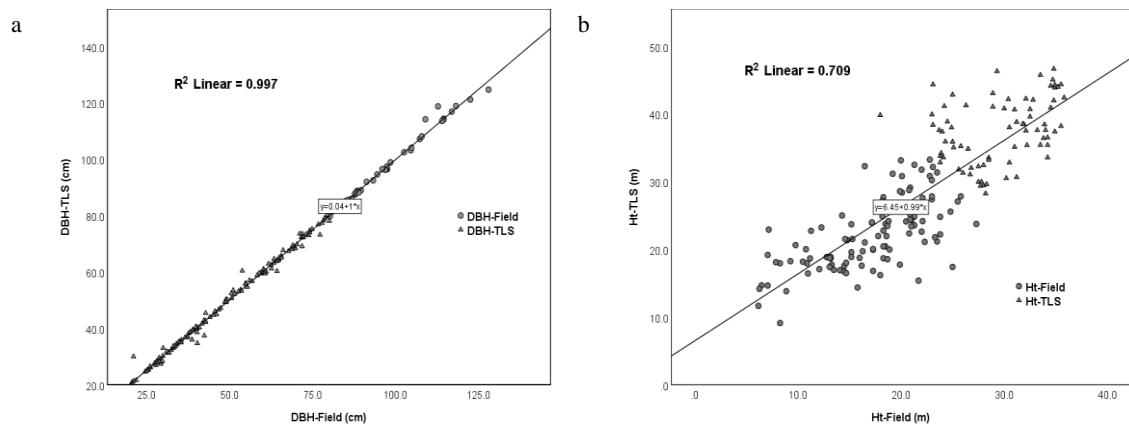 a
140.0
120.0
100.0
80.0
60.0
40.0
20.0
DBH-TLS (cm)
R² Linear = 0.997
y=0.04+1*x
DBH-Field
DBH-TLS
25.0 50.0 75.0 100.0 125.0
DBH-Field (cm)
b
50.0
40.0
30.0
20.0
10.0
.0
Ht-TLS (m)
R² Linear = 0.709
y=6.45+0.99*x
Ht-Field
Ht-TLS
.0 10.0 20.0 30.0 40.0
Ht-Field (m)